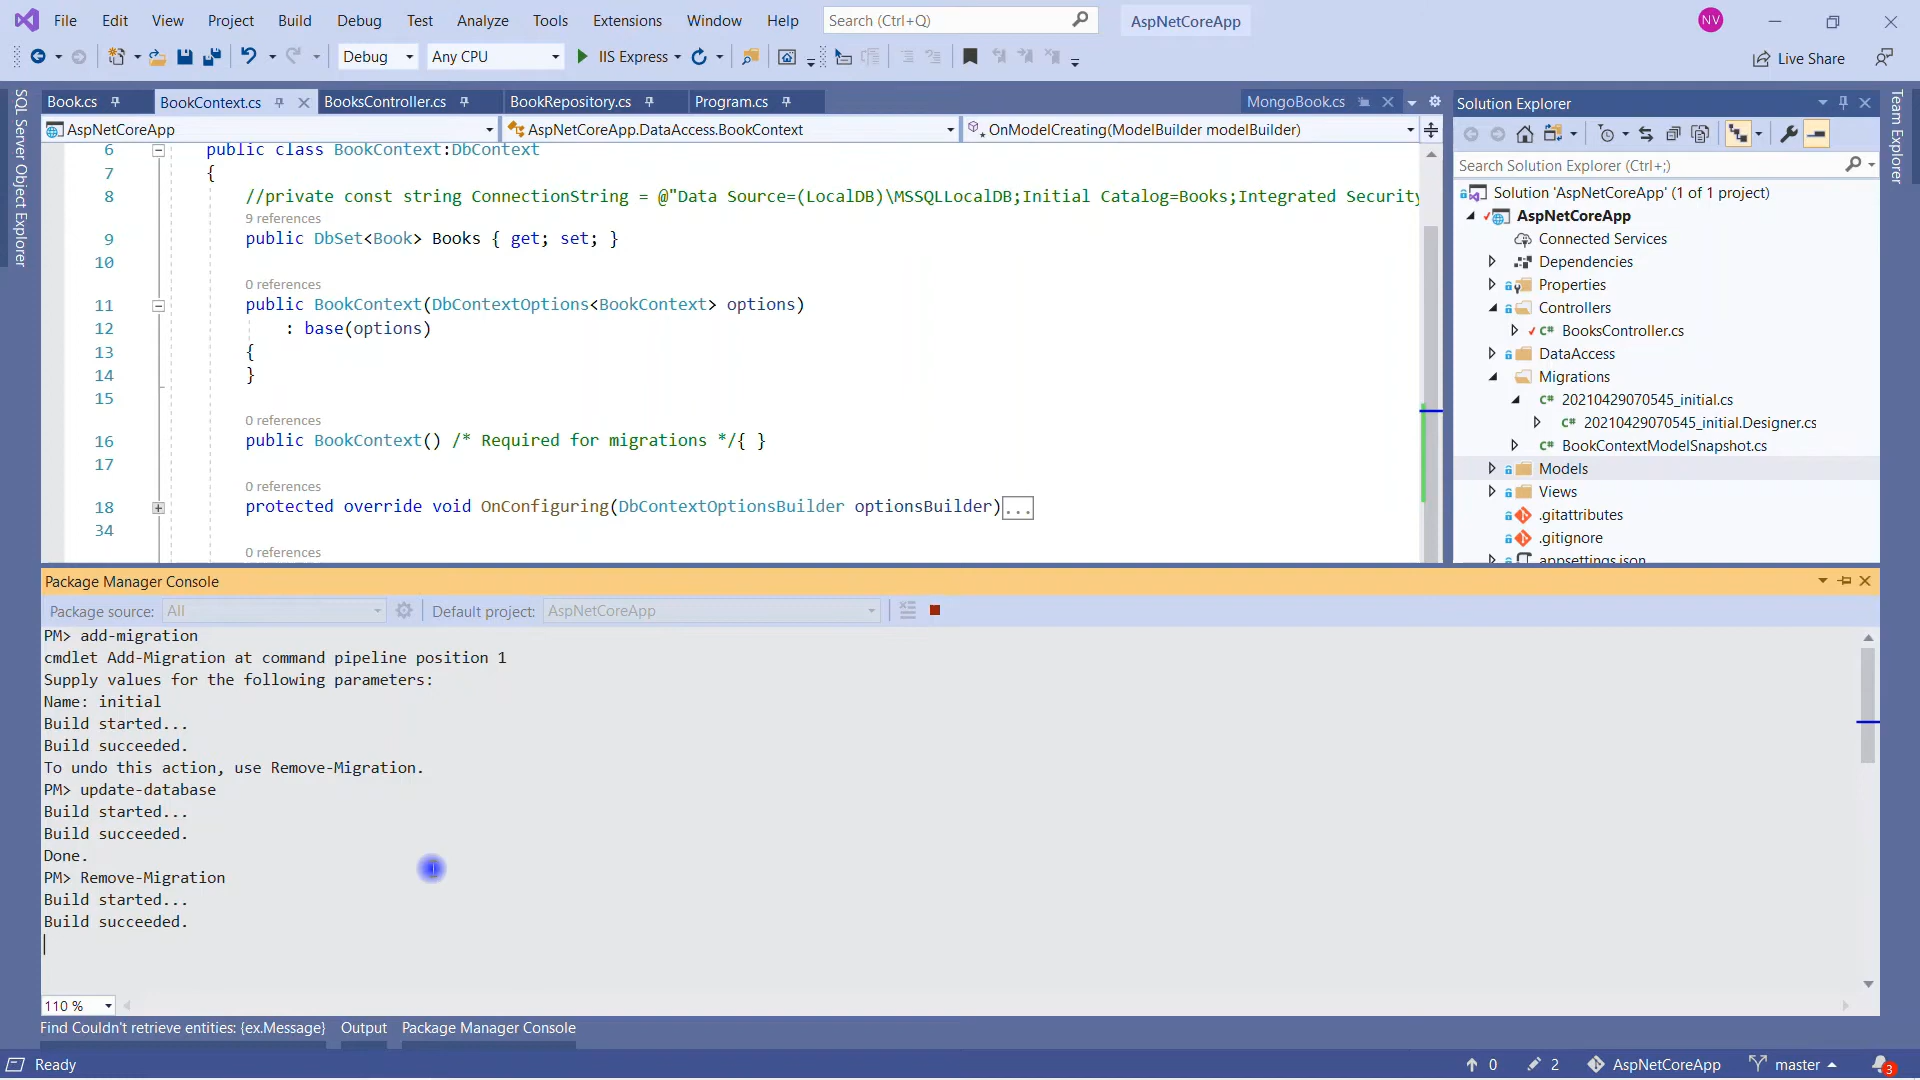 File Edit View Project Build Debug Test Analyze Tools Extensions Window Help Search (Ctrl+Q) AspNetCoreApp NV
Debug Any CPU IIS Express Live Share
SQL Server Object Explorer
Team Explorer
Book.cs BookContext.cs BooksController.cs BookRepository.cs Program.cs MongoBook.cs
AspNetCoreApp AspNetCoreApp.DataAccess.BookContext OnModelCreating(ModelBuilder modelBuilder)
6 public class BookContext:DbContext
7 {
8 //private const string ConnectionString = @"Data Source=(LocalDB)\MSSQLLocalDB;Initial Catalog=Books;Integrated Security
9 references
9 public DbSet<Book> Books { get; set; }
10
0 references
11 public BookContext(DbContextOptions<BookContext> options)
12 : base(options)
13 {
14 }
15
0 references
16 public BookContext() /* Required for migrations */{ }
17
0 references
18 protected override void OnConfiguring(DbContextOptionsBuilder optionsBuilder)...
34
0 references
Solution Explorer
Search Solution Explorer (Ctrl+;)
Solution 'AspNetCoreApp' (1 of 1 project)
AspNetCoreApp
Connected Services
Dependencies
Properties
Controllers
C# BooksController.cs
DataAccess
Migrations
C# 20210429070545_initial.cs
C# 20210429070545_initial.Designer.cs
C# BookContextModelSnapshot.cs
Models
Views
.gitattributes
.gitignore
appsettings.json
Package Manager Console
Package source: All Default project: AspNetCoreApp
PM> add-migration
cmdlet Add-Migration at command pipeline position 1
Supply values for the following parameters:
Name: initial
Build started...
Build succeeded.
To undo this action, use Remove-Migration.
PM> update-database
Build started...
Build succeeded.
Done.
PM> Remove-Migration
Build started...
Build succeeded.
110 %
Find Couldn't retrieve entities: {ex.Message} Output Package Manager Console
Ready 0 2 AspNetCoreApp master 3